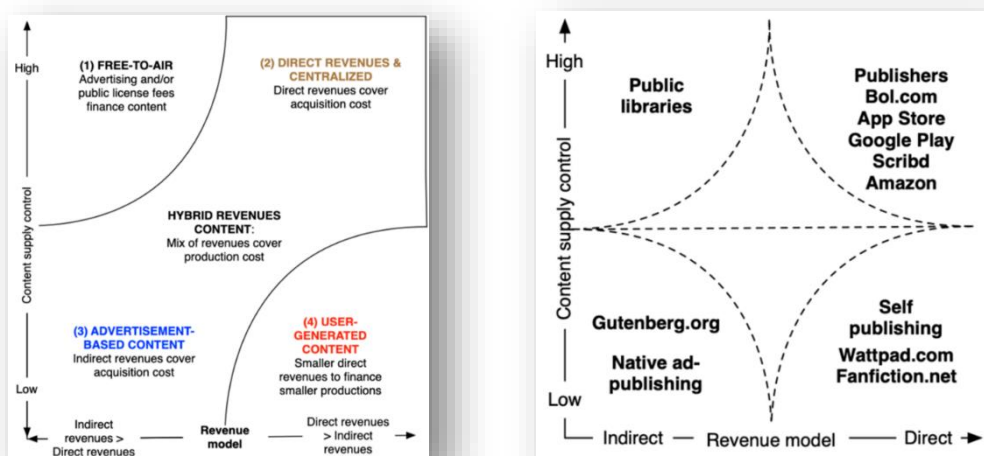 High
(1) FREE-TO-AIR
Advertising and/or
public license fees
finance content
(2) DIRECT REVENUES &
CENTRALIZED
Direct revenues cover
acquisition cost
Content supply control
HYBRID REVENUES
CONTENT:
Mix of revenues cover
production cost
(3) ADVERTISEMENT-
BASED CONTENT
Indirect revenues cover
acquisition cost
(4) USER-
GENERATED
CONTENT
Smaller direct
revenues to finance
smaller productions
Low
Indirect
revenues >
Direct revenues
Revenue
model
Direct revenues
> Indirect
revenues
High
Public
libraries
Publishers
Bol.com
App Store
Google Play
Scribd
Amazon
Content supply control
Gutenberg.org
Native ad-
publishing
Self
publishing
Wattpad.com
Fanfiction.net
Low
Indirect
Revenue model
Direct